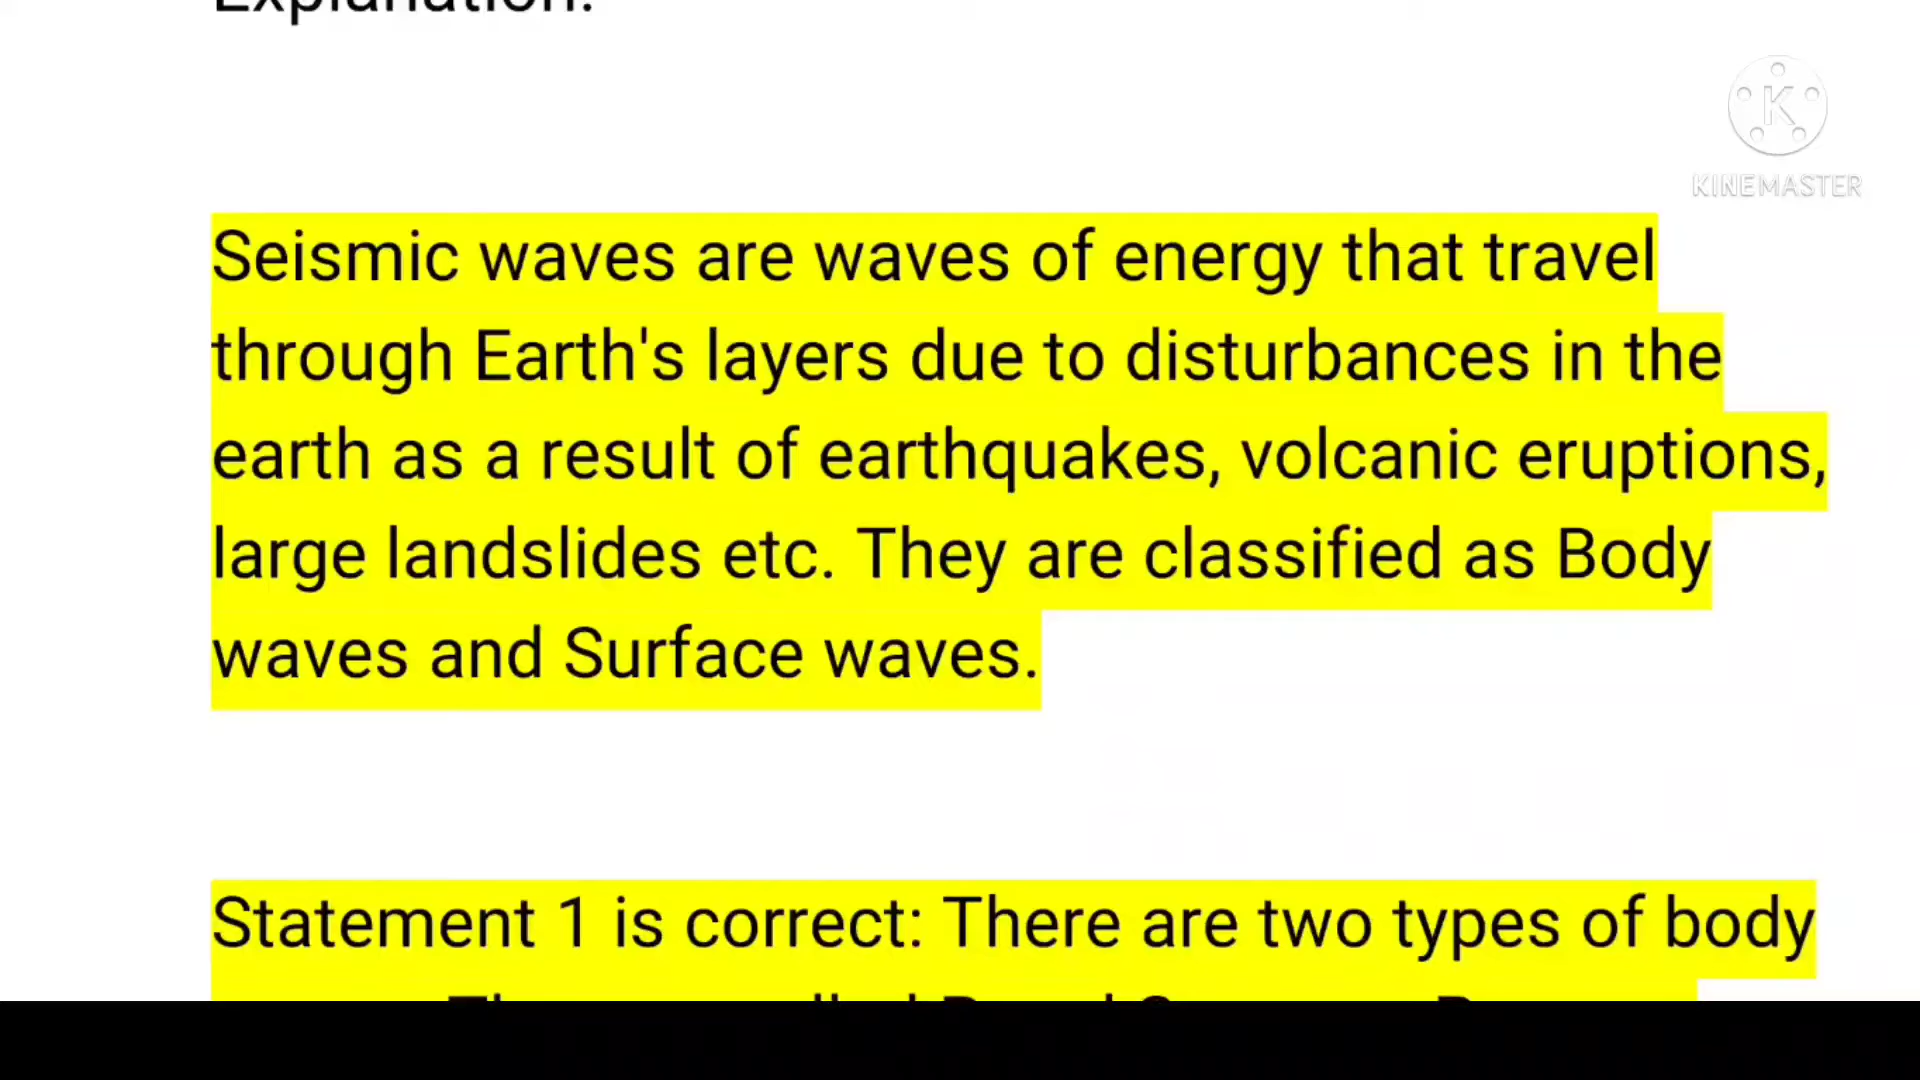 Explanation:
KINEMASTER
Seismic waves are waves of energy that travel
through Earth's layers due to disturbances in the
earth as a result of earthquakes, volcanic eruptions,
large landslides etc. They are classified as Body
waves and Surface waves.
Statement 1 is correct: There are two types of body